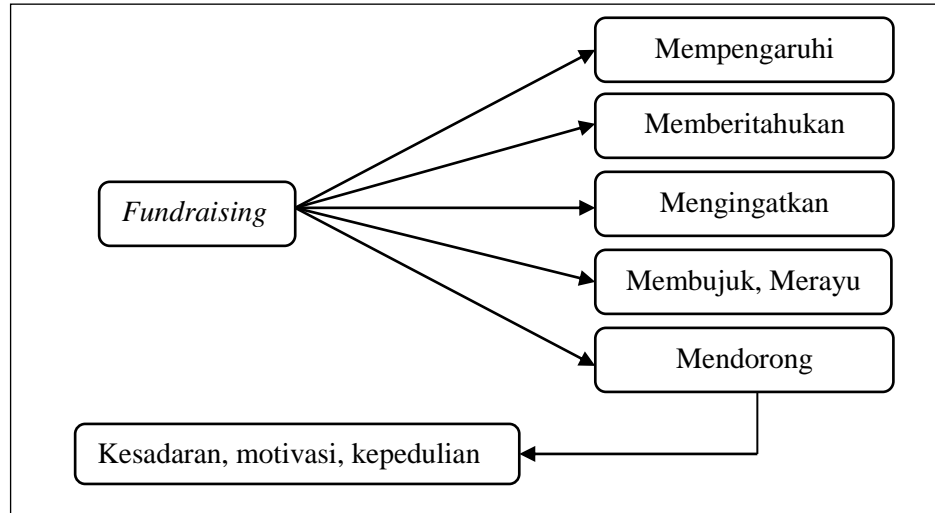 Mempengaruhi
Memberitahukan
Fundraising
Mengingatkan
Membujuk, Merayu
Mendorong
Kesadaran, motivasi, kepedulian